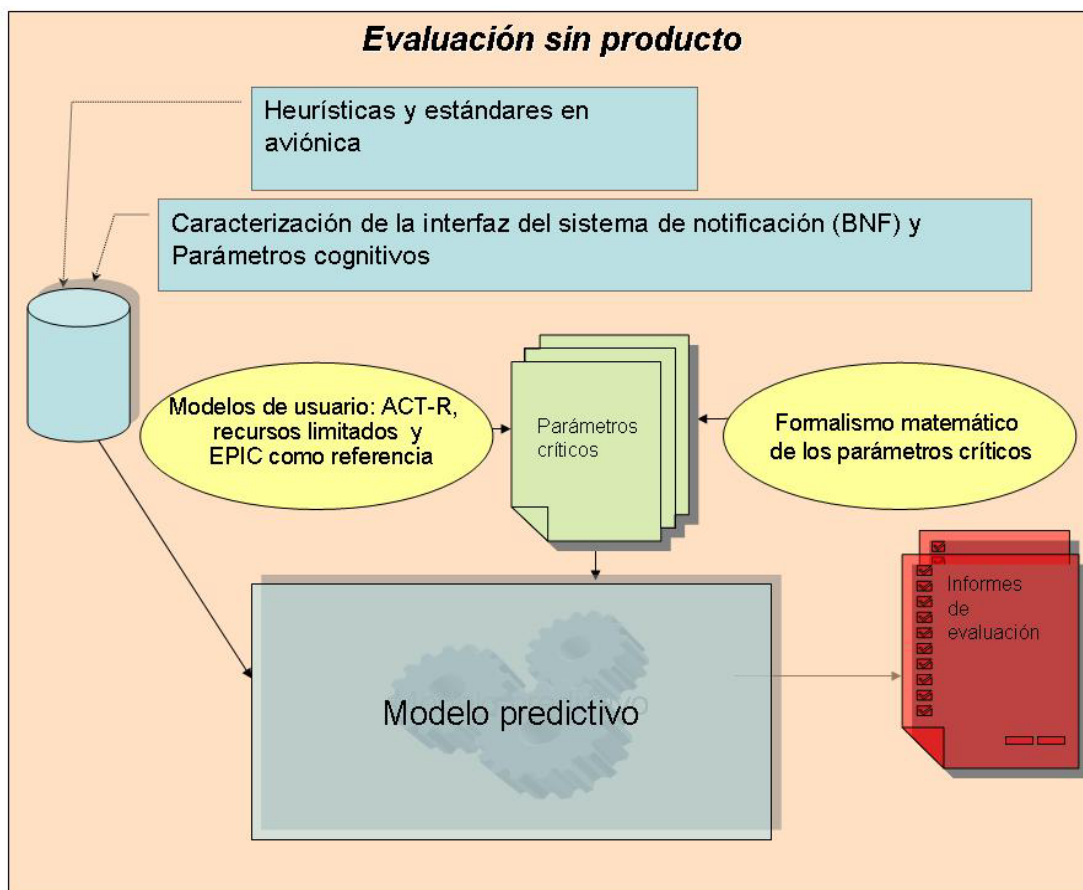 Evaluación sin producto
Heurísticas y estándares en
aviónica
Caracterización de la interfaz del sistema de notificación (BNF) y
Parámetros cognitivos
Modelos de usuario: ACT-R,
recursos limitados y
EPIC como referencia
Parámetros
críticos
Formalismo matemático
de los parámetros críticos
Informes
de
evaluación
Modelo predictivo